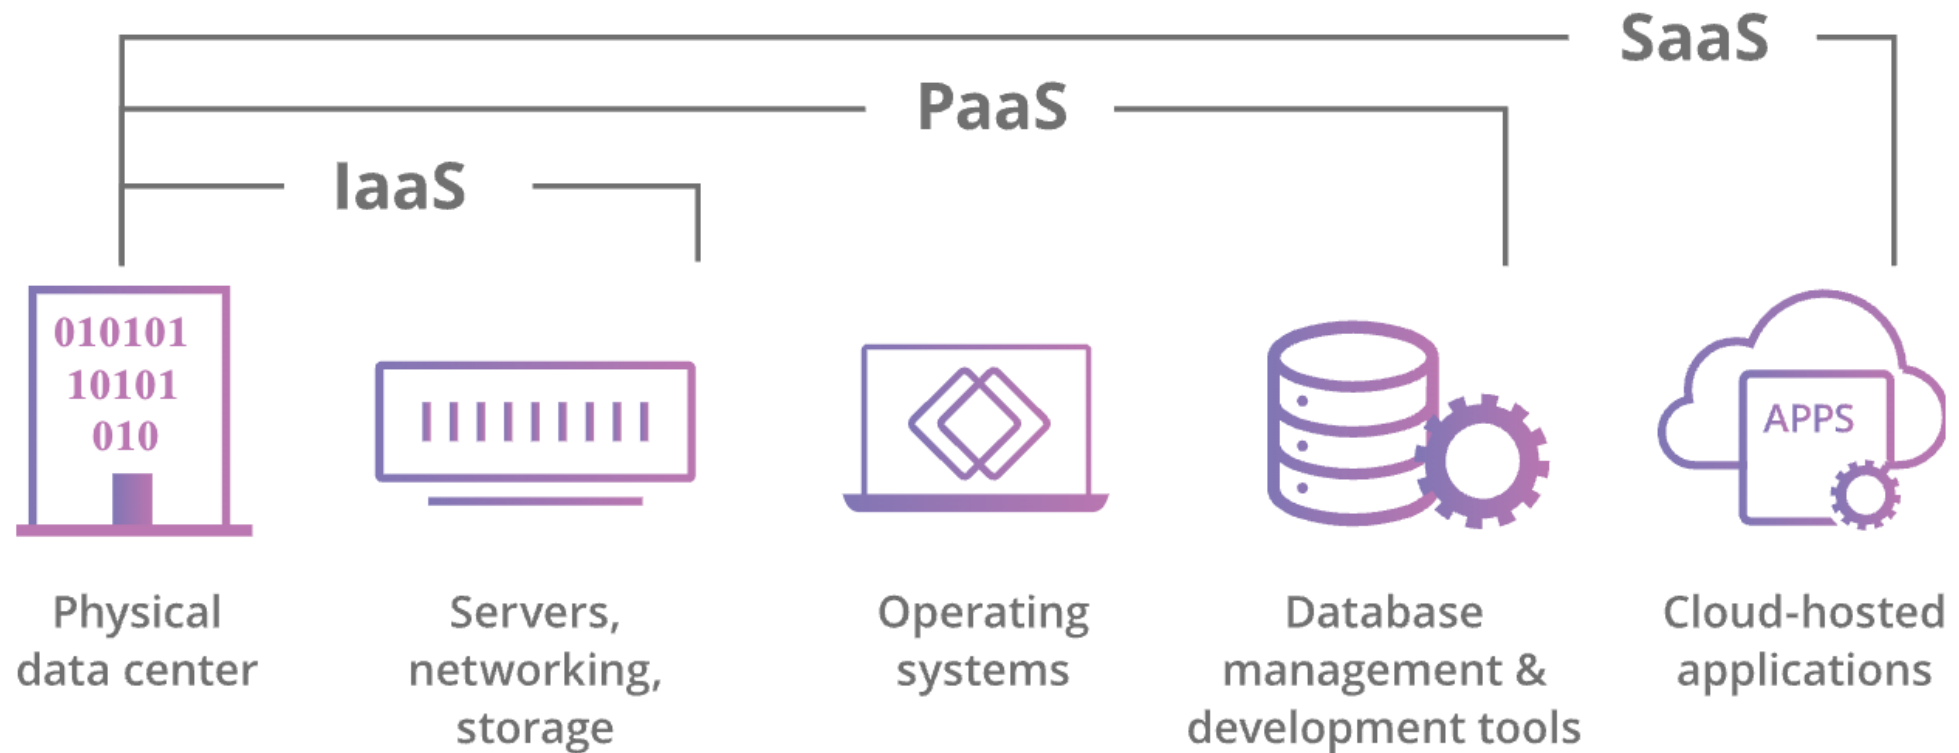 SaaS
PaaS
IaaS
010101
10101
010
APPS
Physical
data center
Servers,
networking,
storage
Operating
systems
Database
management &
development tools
Cloud-hosted
applications